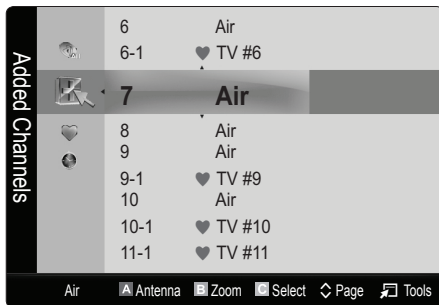 Added Channels
6 Air
6-1 ♥ TV #6
7 Air
8 Air
9 Air
9-1 ♥ TV #9
10 Air
10-1 ♥ TV #10
11-1 ♥ TV #11
Air A Antenna B Zoom C Select Page Tools